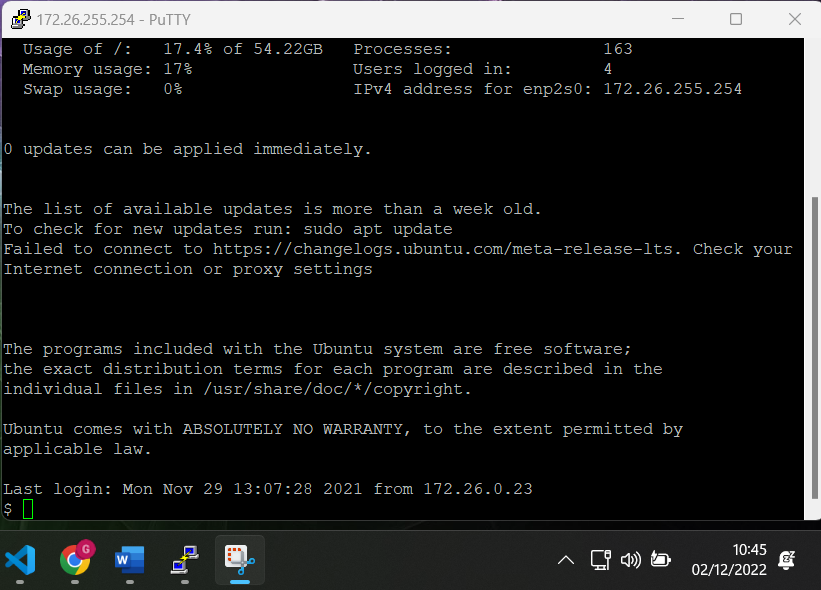 172.26.255.254 - PuTTY
Usage of /: 17.4% of 54.22GB Processes: 163
Memory usage: 17% Users logged in: 4
Swap usage: 0% IPv4 address for enp2s0: 172.26.255.254
0 updates can be applied immediately.
The list of available updates is more than a week old.
To check for new updates run: sudo apt update
Failed to connect to https://changelogs.ubuntu.com/meta-release-lts. Check your
Internet connection or proxy settings
The programs included with the Ubuntu system are free software;
the exact distribution terms for each program are described in the
individual files in /usr/share/doc/*/copyright.
Ubuntu comes with ABSOLUTELY NO WARRANTY, to the extent permitted by
applicable law.
Last login: Mon Nov 29 13:07:28 2021 from 172.26.0.23
$
G
W
10:45
02/12/2022